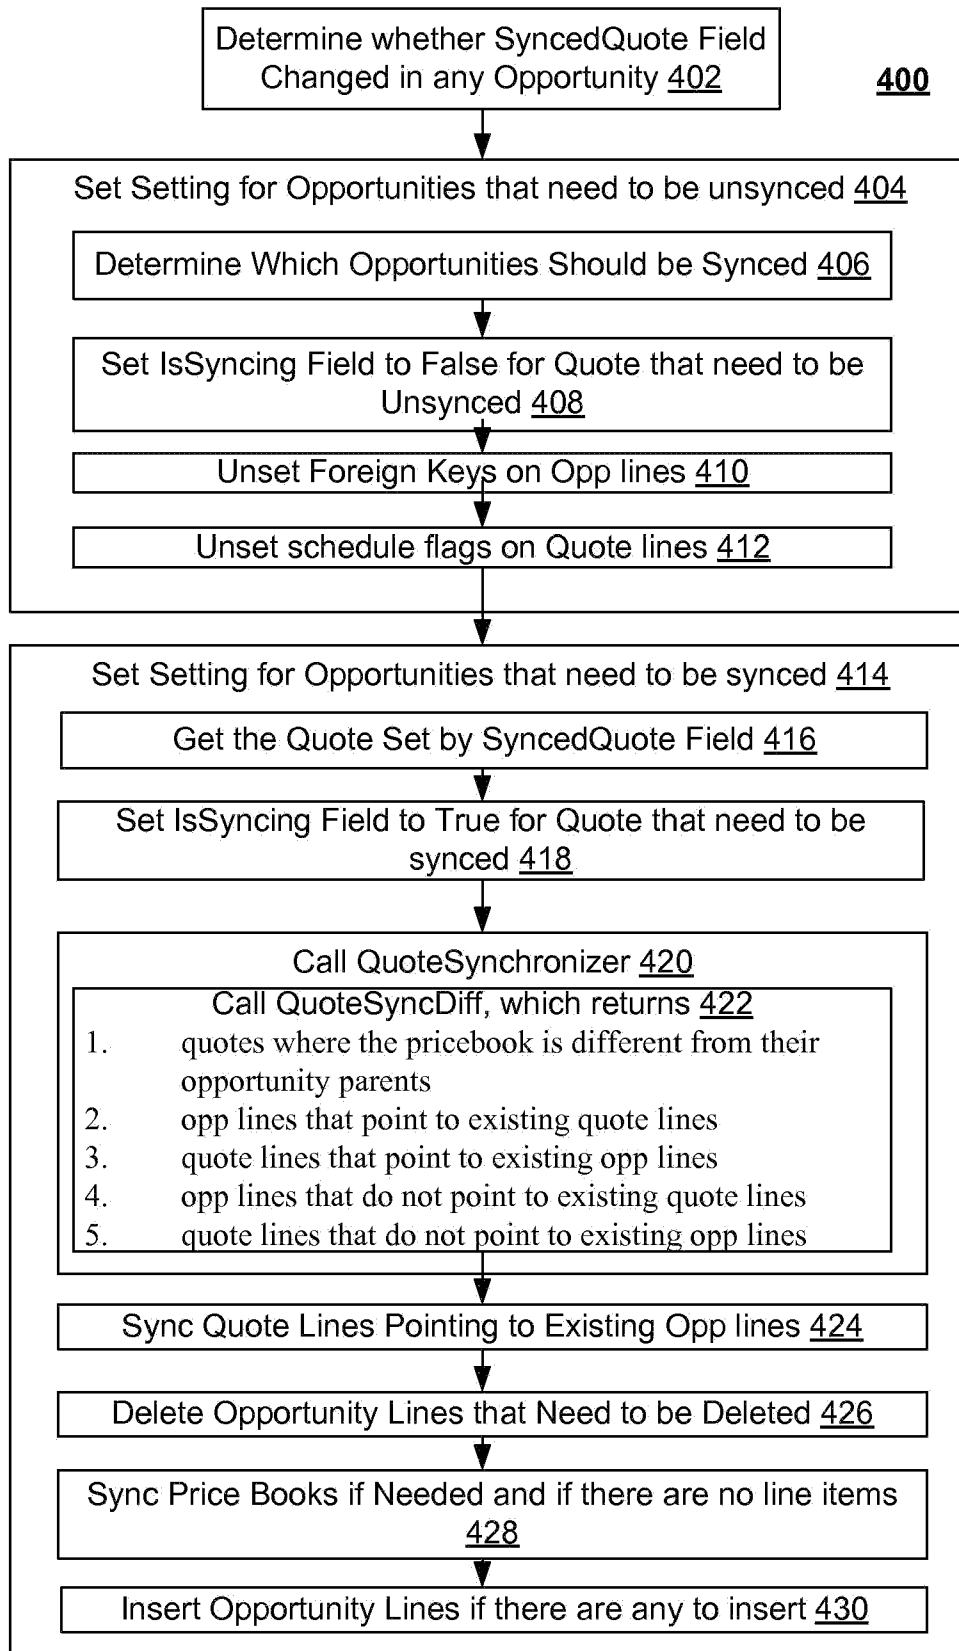 Determine whether SyncedQuote Field
Changed in any Opportunity 402
400
Set Setting for Opportunities that need to be unsynced 404
Determine Which Opportunities Should be Synced 406
Set IsSyncing Field to False for Quote that need to be
Unsynced 408
Unset Foreign Keys on Opp lines 410
Unset schedule flags on Quote lines 412
Set Setting for Opportunities that need to be synced 414
Get the Quote Set by SyncedQuote Field 416
Set IsSyncing Field to True for Quote that need to be
synced 418
Call QuoteSynchronizer 420
Call QuoteSyncDiff, which returns 422
1. quotes where the pricebook is different from their
opportunity parents
2. opp lines that point to existing quote lines
3. quote lines that point to existing opp lines
4. opp lines that do not point to existing quote lines
5. quote lines that do not point to existing opp lines
Sync Quote Lines Pointing to Existing Opp lines 424
Delete Opportunity Lines that Need to be Deleted 426
Sync Price Books if Needed and if there are no line items
428
Insert Opportunity Lines if there are any to insert 430